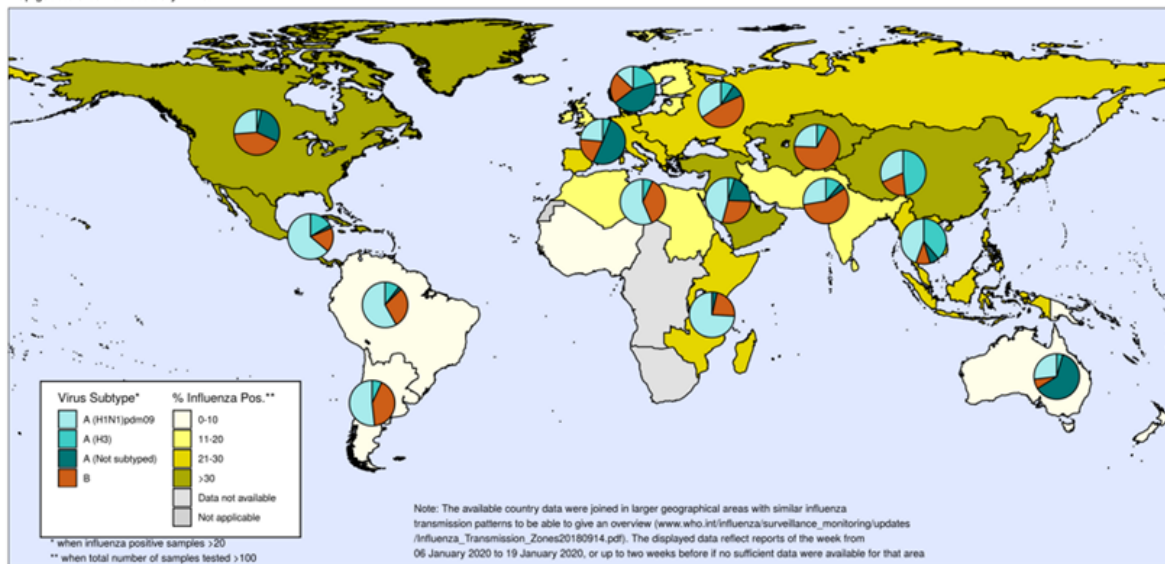 Virus Subtype*
A (H1N1)pdm09
A (H3)
A (Not subtyped)
B
% Influenza Pos.**
0-10
11-20
21-30
>30
Data not available
Not applicable
* when influenza positive samples >20
** when total number of samples tested >100
Note: The available country data were joined in larger geographical areas with similar influenza
transmission patterns to be able to give an overview (www.who.int/influenza/surveillance_monitoring/updates
/Influenza_Transmission_Zones20180914.pdf). The displayed data reflect reports of the week from
06 January 2020 to 19 January 2020, or up to two weeks before if no sufficient data were available for that area